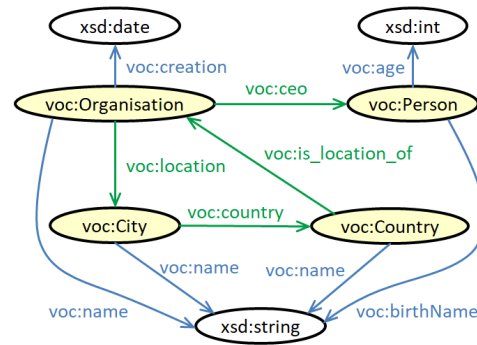 xsd:date
xsd:int
voc:creation
voc:age
voc:Organisation
voc:ceo
voc:Person
voc:location
voc:is_location_of
voc:City
voc:country
voc:Country
voc:name
voc:name
voc:name
voc:birthName
xsd:string